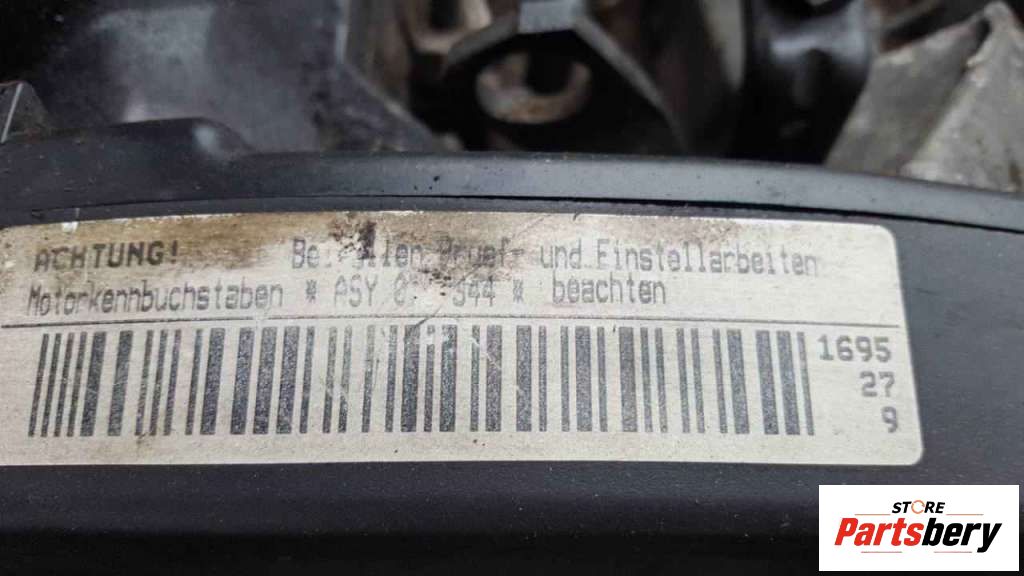 ACHTUNG! Bei allen Pruef- und Einstellarbeiten
Motorkennbuchstaben * ASY 344 * beachten
1695
27
9
STORE
Partsbery